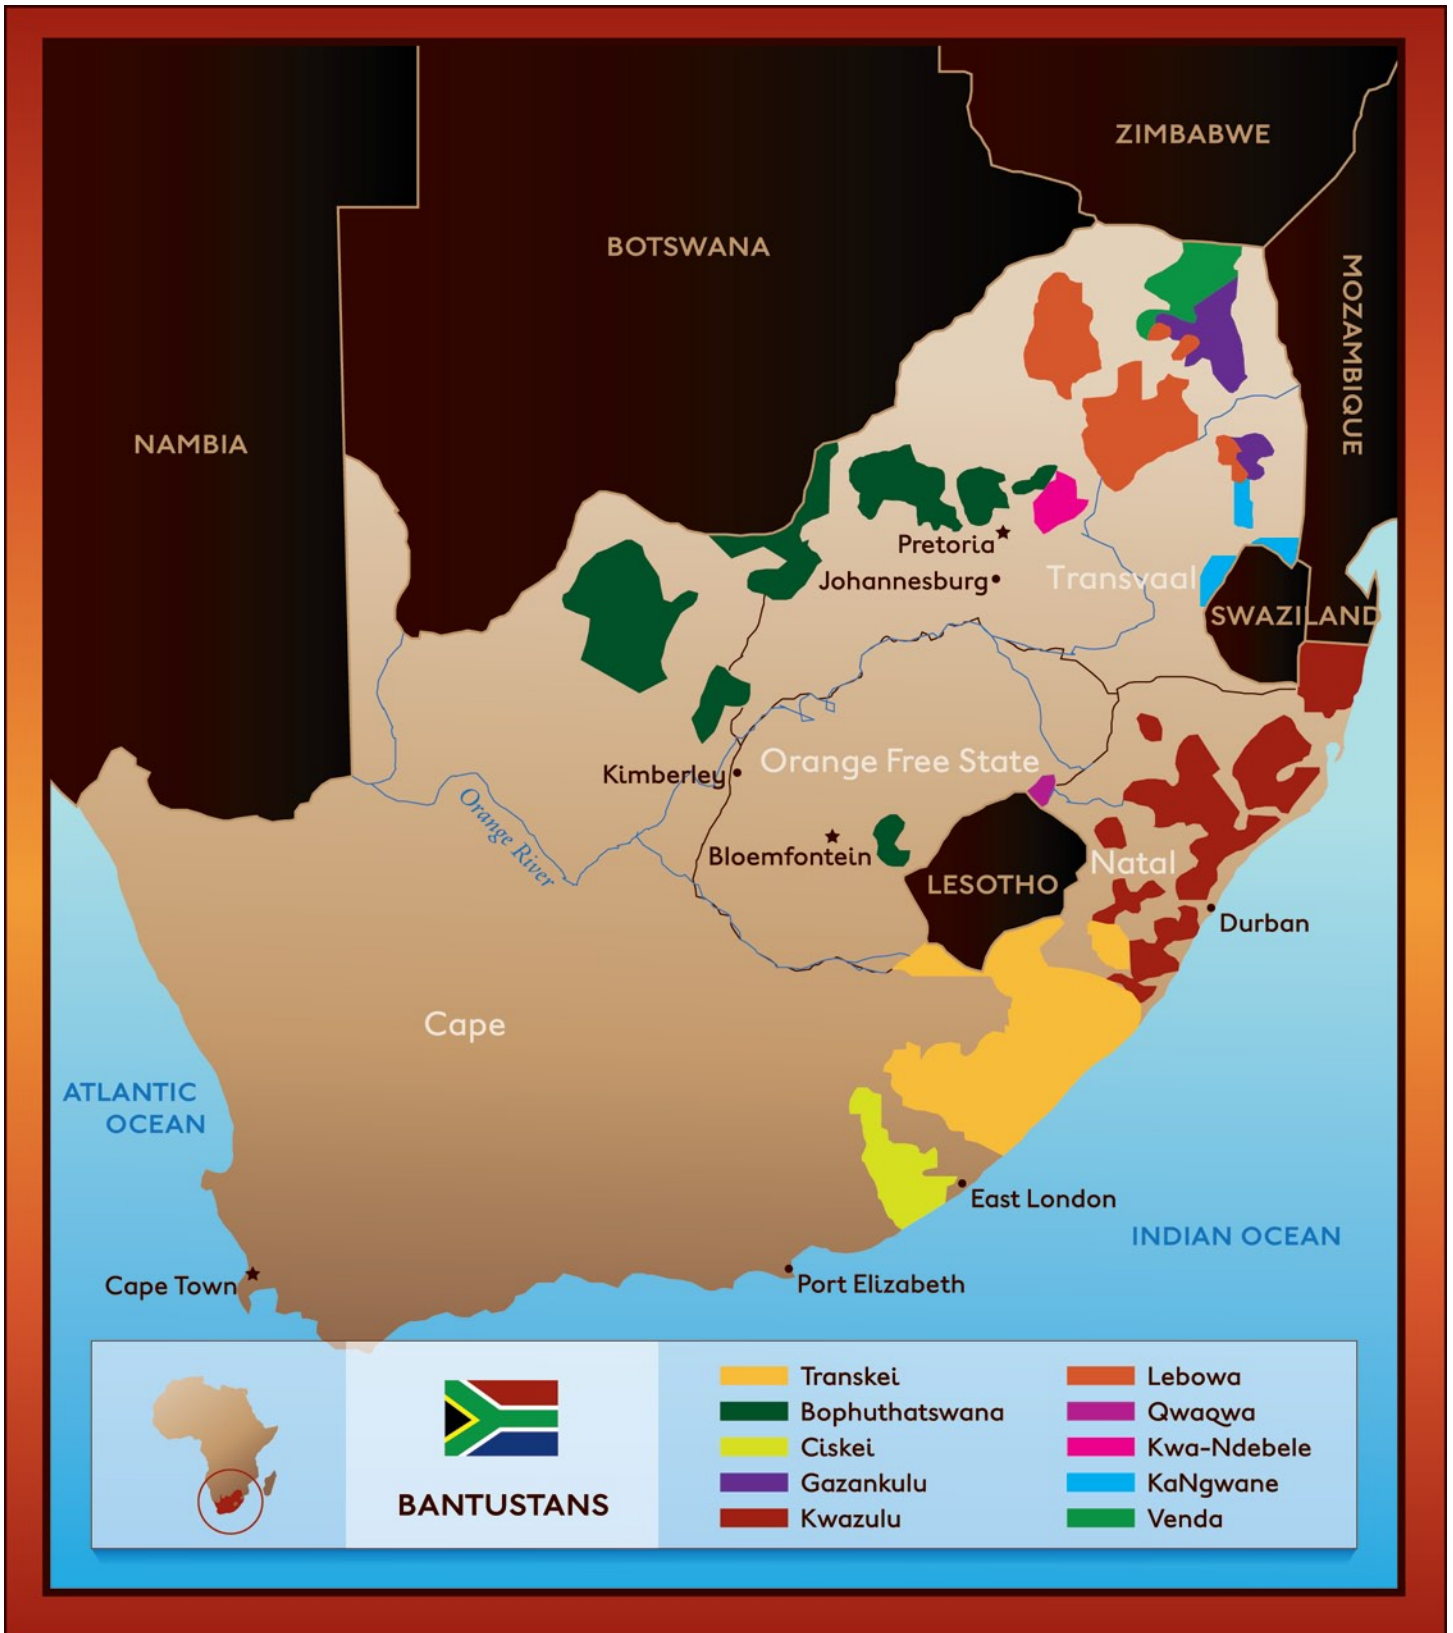 ZIMBABWE
BOTSWANA
MOZAMBIQUE
NAMBIA
Pretoria
Johannesburg
Transvaal
SWAZILAND
Kimberley
Orange Free State
Orange River
Bloemfontein
Natal
LESOTHO
Durban
Cape
ATLANTIC
OCEAN
East London
INDIAN OCEAN
Cape Town
Port Elizabeth
BANTUSTANS
Transkei
Bophuthatswana
Ciskei
Gazankulu
Kwazulu
Lebowa
Qwaqwa
Kwa-Ndebele
KaNgwane
Venda